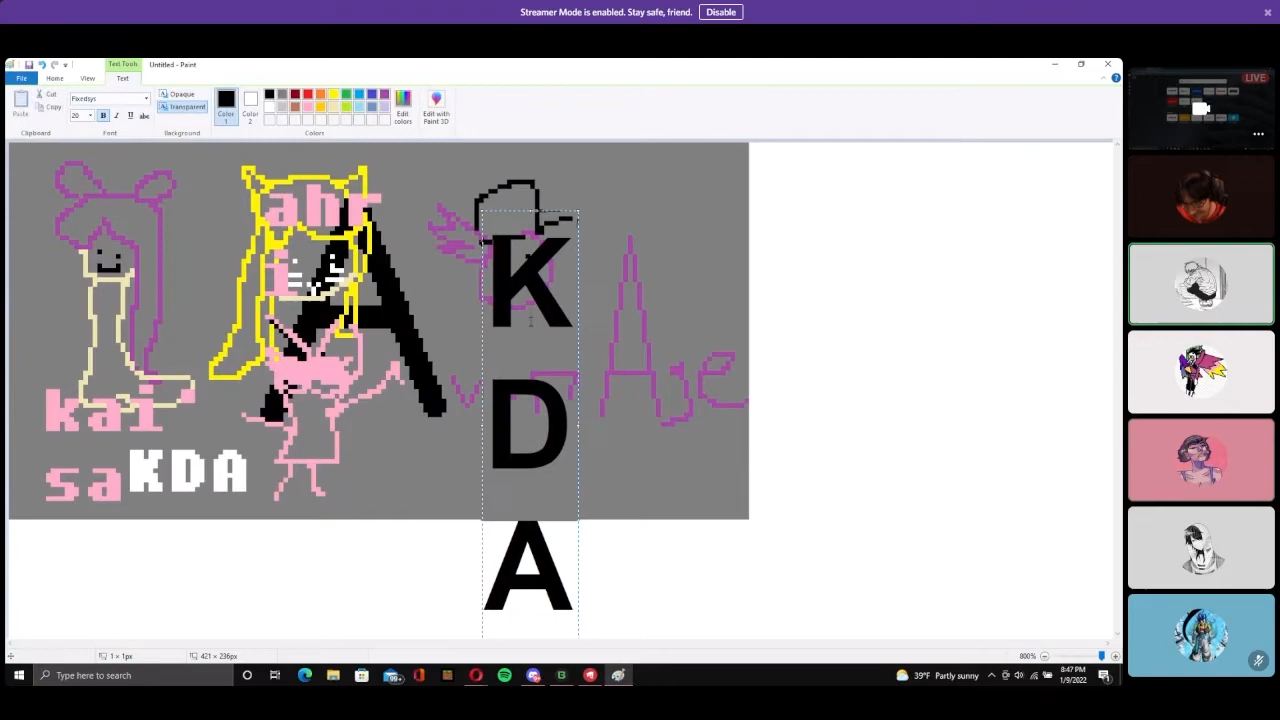 Streamer Mode is enabled. Stay safe, friend. Disable
LIVE
Text Tools
Untitled - Paint
File Home View Text
Paste
Cut
Copy
Clipboard
Fixedsys
20 B I U abc
Font
Opaque
Transparent
Background
Color 1
Color 2
Edit colors
Colors
Edit with Paint 3D
ahr
i
A
kai
sa
KDA
K
D
A
1 × 1px
421 × 236px
800%
Type here to search
99+
39°F Partly sunny
8:47 PM
1/9/2022